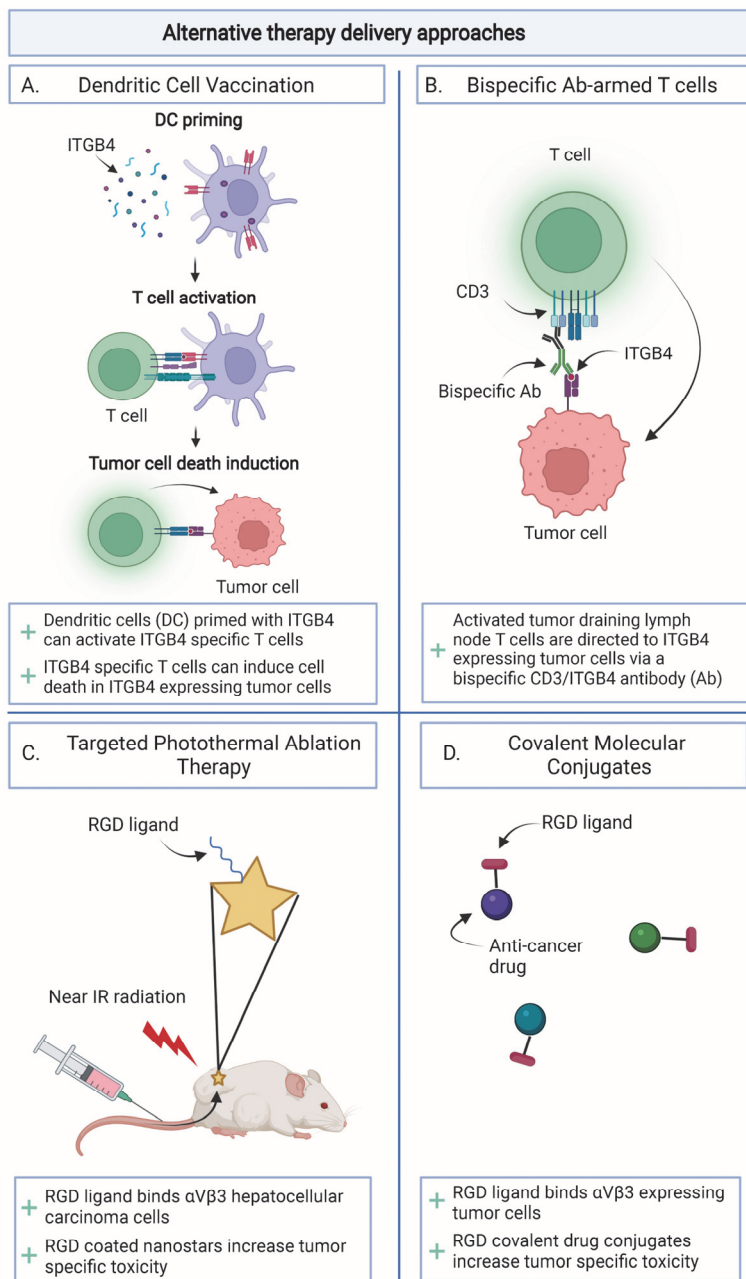 Alternative therapy delivery approaches
A. Dendritic Cell Vaccination
DC priming
ITGB4
T cell activation
T cell
Tumor cell death induction
Tumor cell
+ Dendritic cells (DC) primed with ITGB4
can activate ITGB4 specific T cells
+ ITGB4 specific T cells can induce cell
death in ITGB4 expressing tumor cells
B. Bispecific Ab-armed T cells
T cell
CD3
ITGB4
Bispecific Ab
Tumor cell
Activated tumor draining lymph
node T cells are directed to ITGB4
+ expressing tumor cells via a
bispecific CD3/ITGB4 antibody (Ab)
C. Targeted Photothermal Ablation
Therapy
RGD ligand
Near IR radiation
+ RGD ligand binds αVβ3 hepatocellular
carcinoma cells
+ RGD coated nanostars increase tumor
specific toxicity
D. Covalent Molecular
Conjugates
RGD ligand
Anti-cancer
drug
+ RGD ligand binds αVβ3 expressing
tumor cells
+ RGD covalent drug conjugates
increase tumor specific toxicity